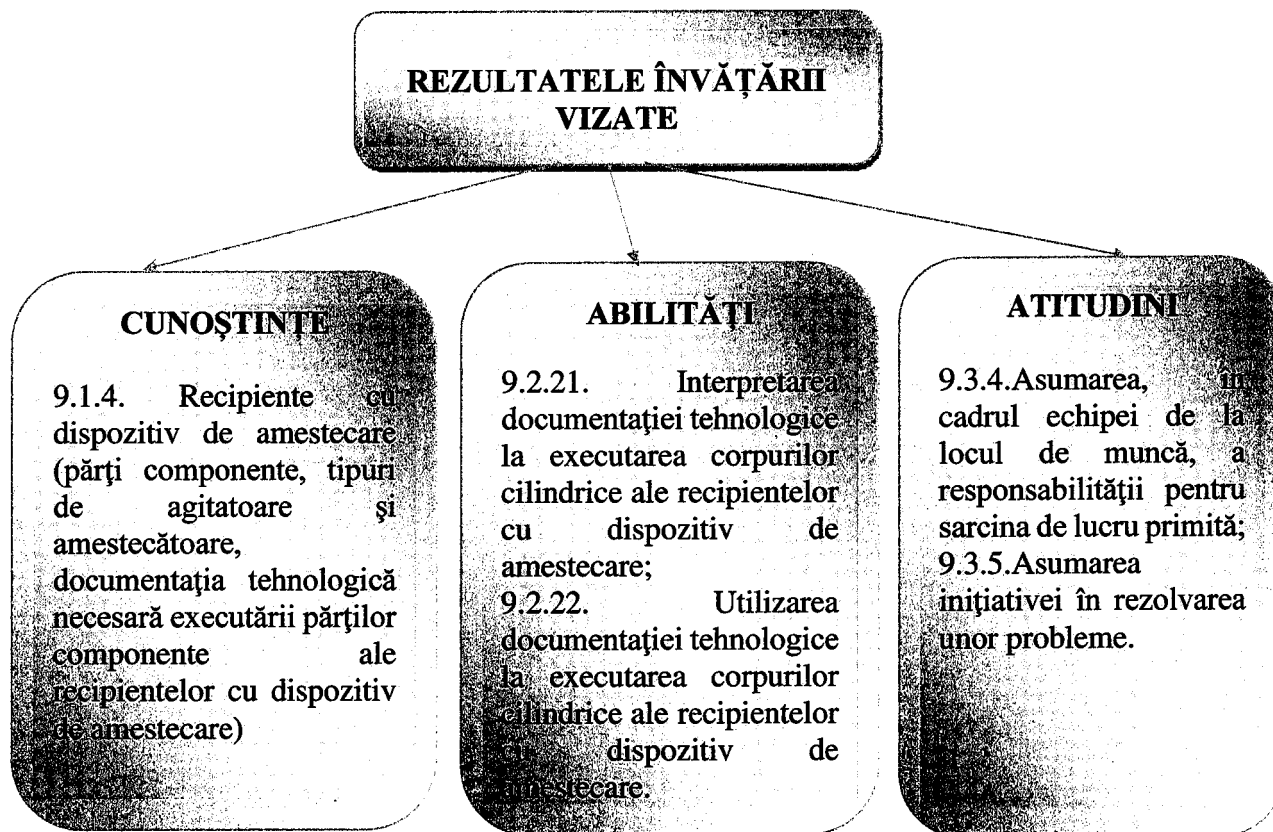 REZULTATELE ÎNVĂȚĂRII
VIZATE
CUNOŞTINȚE
9.1.4. Recipiente cu
dispozitiv de amestecare
(părţi componente, tipuri
de agitatoare şi
amestecătoare,
documentaţia tehnologică
necesară executării părţilor
componente ale
recipientelor cu dispozitiv
de amestecare)
ABILITĂȚI
9.2.21. Interpretarea
documentaţiei tehnologice
la executarea corpurilor
cilindrice ale recipientelor
cu dispozitiv de
amestecare;
9.2.22. Utilizarea
documentaţiei tehnologice
la executarea corpurilor
cilindrice ale recipientelor
cu dispozitiv de
amestecare.
ATITUDINI
9.3.4.Asumarea, în
cadrul echipei de la
locul de muncă, a
responsabilităţii pentru
sarcina de lucru primită;
9.3.5.Asumarea
iniţiativei în rezolvarea
unor probleme.